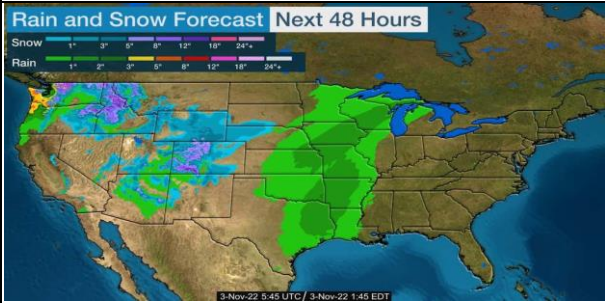 Rain and Snow Forecast Next 48 Hours
Snow
1" 3" 5" 8" 12" 18" 24"+
Rain
1" 2" 3" 5" 8" 12" 18" 24"+
3-Nov-22 5:45 UTC / 3-Nov-22 1:45 EDT